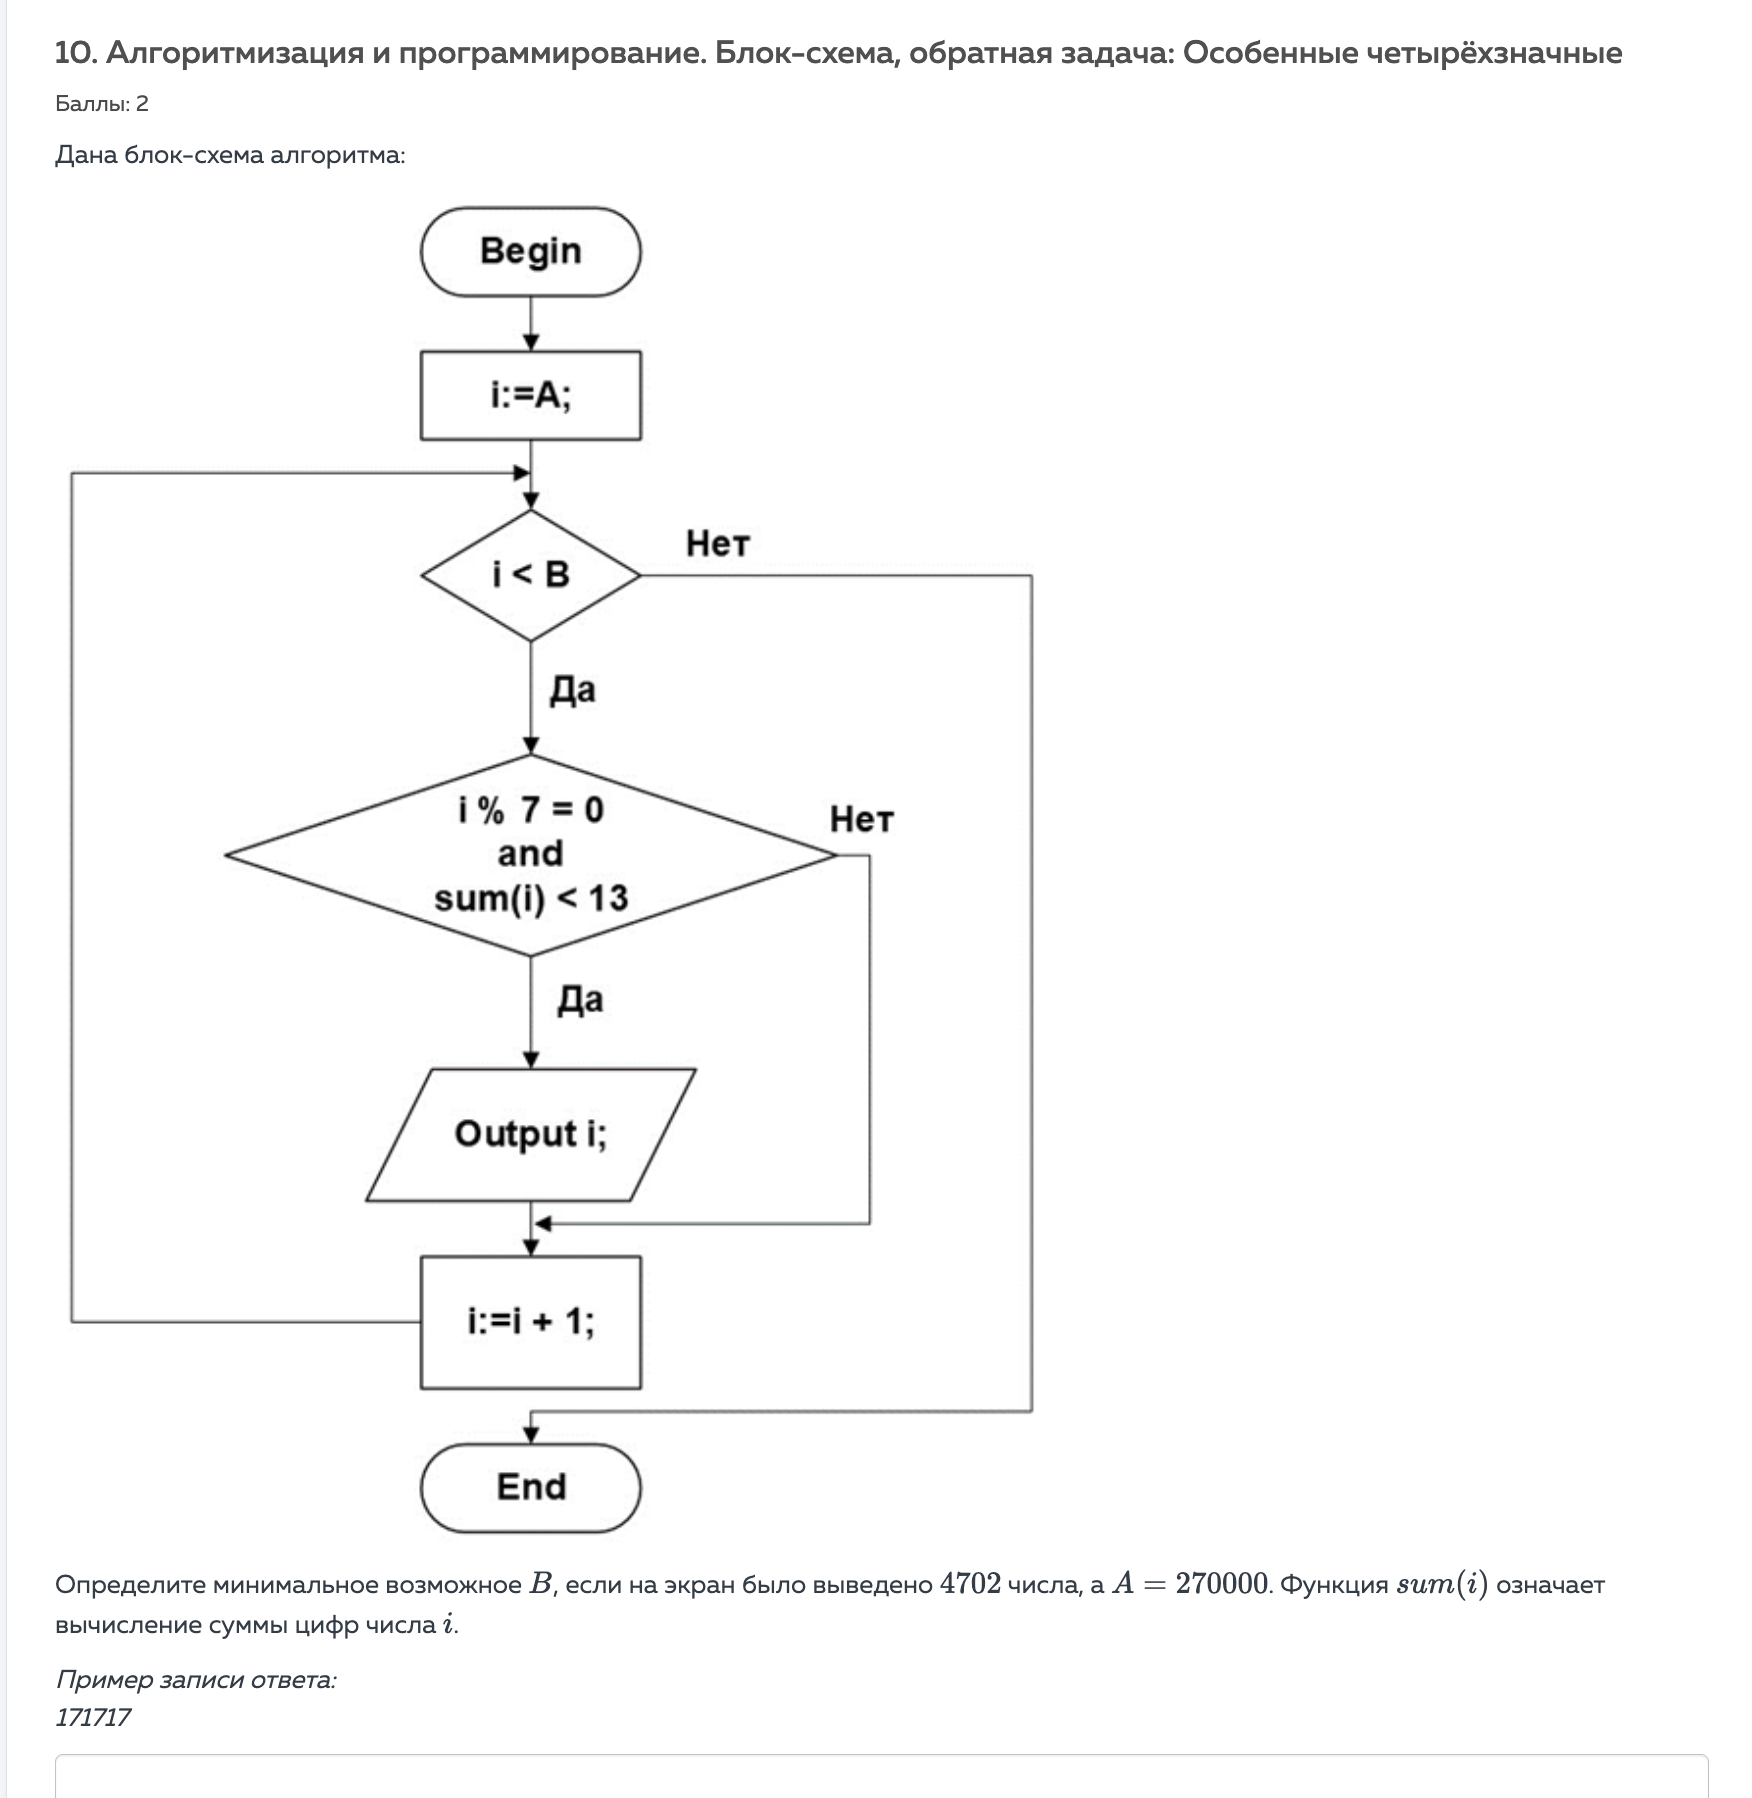 10. Алгоритмизация и программирование. Блок-схема, обратная задача: Особенные четырёхзначные
Баллы: 2
Дана блок-схема алгоритма:
Begin
i:=A;
i < B
Нет
Да
i % 7 = 0
and
sum(i) < 13
Нет
Да
Output i;
i:=i + 1;
End
Определите минимальное возможное B, если на экран было выведено 4702 числа, а A = 270000. Функция sum(i) означает
вычисление суммы цифр числа i.
Пример записи ответа:
171717